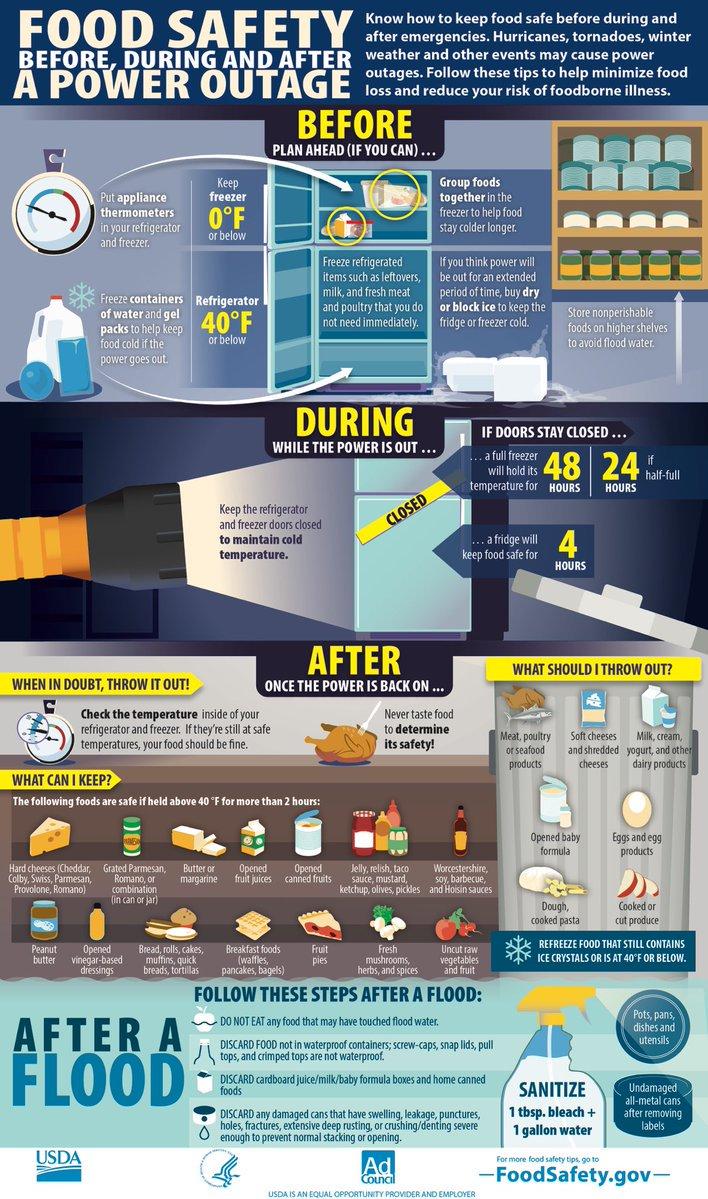 FOOD SAFETY
BEFORE, DURING AND AFTER
A POWER OUTAGE
Know how to keep food safe before during and
after emergencies. Hurricanes, tornadoes, winter
weather and other events may cause power
outages. Follow these tips to help minimize food
loss and reduce your risk of foodborne illness.
BEFORE
PLAN AHEAD (IF YOU CAN) ...
Put appliance
thermometers
in your refrigerator
and freezer.
Keep
freezer
0°F
or below
Group foods
together in the
freezer to help food
stay colder longer.
Freeze containers
of water and gel
packs to help keep
food cold if the
power goes out.
Refrigerator
40°F
or below
Freeze refrigerated
items such as leftovers,
milk, and fresh meat
and poultry that you do
not need immediately.
If you think power will
be out for an extended
period of time, buy dry
or block ice to keep the
fridge or freezer cold.
Store nonperishable
foods on higher shelves
to avoid flood water.
DURING
WHILE THE POWER IS OUT ...
Keep the refrigerator
and freezer doors closed
to maintain cold
temperature.
CLOSED
IF DOORS STAY CLOSED ...
... a full freezer
will hold its
temperature for
48
HOURS
24
HOURS
if
half-full
... a fridge will
keep food safe for
4
HOURS
AFTER
ONCE THE POWER IS BACK ON ...
WHEN IN DOUBT, THROW IT OUT!
Check the temperature inside of your
refrigerator and freezer. If they're still at safe
temperatures, your food should be fine.
Never taste food
to determine
its safety!
WHAT CAN I KEEP?
The following foods are safe if held above 40 °F for more than 2 hours:
Hard cheeses (Cheddar,
Colby, Swiss, Parmesan,
Provolone, Romano)
PARMESAN
Grated Parmesan,
Romano, or
combination
(in can or jar)
Butter or
margarine
Opened
fruit juices
Opened
canned fruits
Jelly, relish, taco
sauce, mustard,
ketchup, olives, pickles
Worcestershire,
soy, barbecue,
and Hoisin sauces
Peanut
butter
Opened
vinegar-based
dressings
Bread, rolls, cakes,
muffins, quick
breads, tortillas
Breakfast foods
(waffles,
pancakes, bagels)
Fruit
pies
Fresh
mushrooms,
herbs, and spices
Uncut raw
vegetables
and fruit
WHAT SHOULD I THROW OUT?
Meat, poultry
or seafood
products
Soft cheeses
and shredded
cheeses
Milk, cream,
yogurt, and other
dairy products
Opened baby
formula
Eggs and egg
products
Dough,
cooked pasta
Cooked or
cut produce
REFREEZE FOOD THAT STILL CONTAINS
ICE CRYSTALS OR IS AT 40°F OR BELOW.
AFTER A
FLOOD
FOLLOW THESE STEPS AFTER A FLOOD:
DO NOT EAT any food that may have touched flood water.
DISCARD FOOD not in waterproof containers; screw-caps, snap lids, pull
tops, and crimped tops are not waterproof.
DISCARD cardboard juice/milk/baby formula boxes and home canned
foods
DISCARD any damaged cans that have swelling, leakage, punctures,
holes, fractures, extensive deep rusting, or crushing/denting severe
enough to prevent normal stacking or opening.
SANITIZE
1 tbsp. bleach +
1 gallon water
Pots, pans,
dishes and
utensils
Undamaged
all-metal cans
after removing
labels
USDA
Ad
Council
For more food safety tips, go to
FoodSafety.gov
USDA IS AN EQUAL OPPORTUNITY PROVIDER AND EMPLOYER